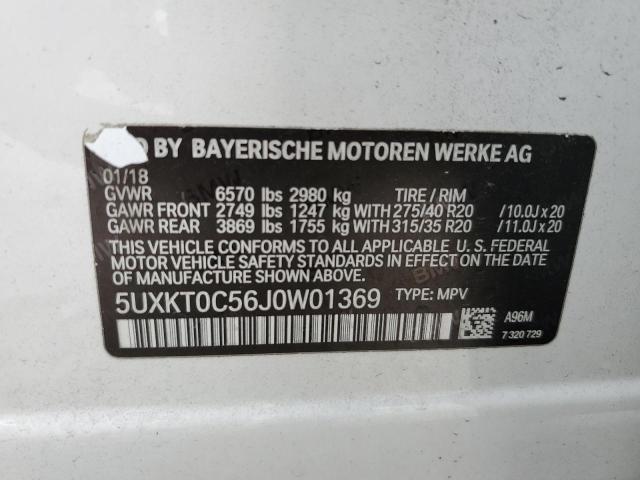 BY BAYERISCHE MOTOREN WERKE AG
01/18
GVWR 6570 lbs 2980 kg TIRE / RIM
GAWR FRONT 2749 lbs 1247 kg WITH 275/40 R20 /10.0J x 20
GAWR REAR 3869 lbs 1755 kg WITH 315/35 R20 /11.0J x 20
THIS VEHICLE CONFORMS TO ALL APPLICABLE U. S. FEDERAL
MOTOR VEHICLE SAFETY STANDARDS IN EFFECT ON THE DATE
OF MANUFACTURE SHOWN ABOVE.
5UXKT0C56J0W01369 TYPE: MPV
A96M
7 320 729